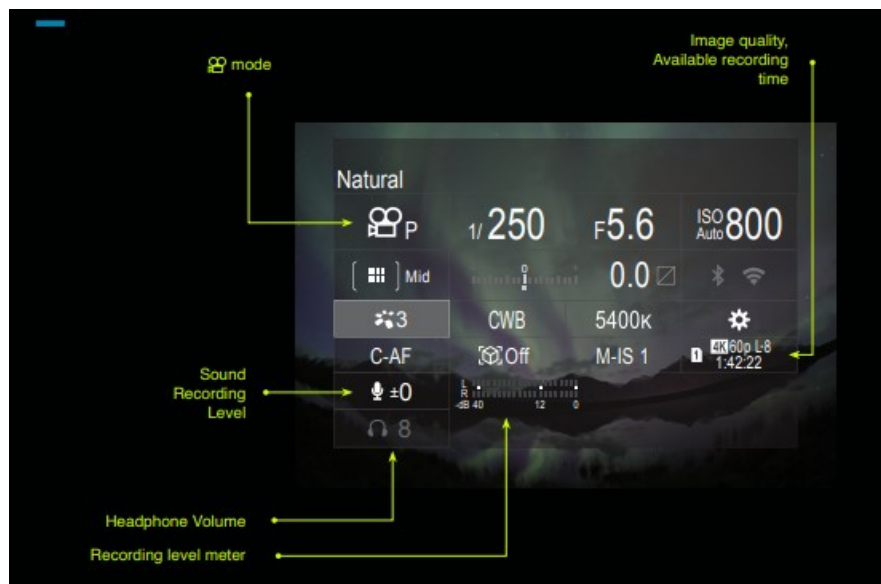 mode
Image quality,
Available recording
time
Natural
P
1/ 250
F5.6
ISO Auto 800
Mid
0
0.0
3
CWB
5400K
C-AF
Off
M-IS 1
1
4K 60p L-8
1:42:22
Sound
Recording
Level
±0
L
R
-dB 40 12 0
8
Headphone Volume
Recording level meter